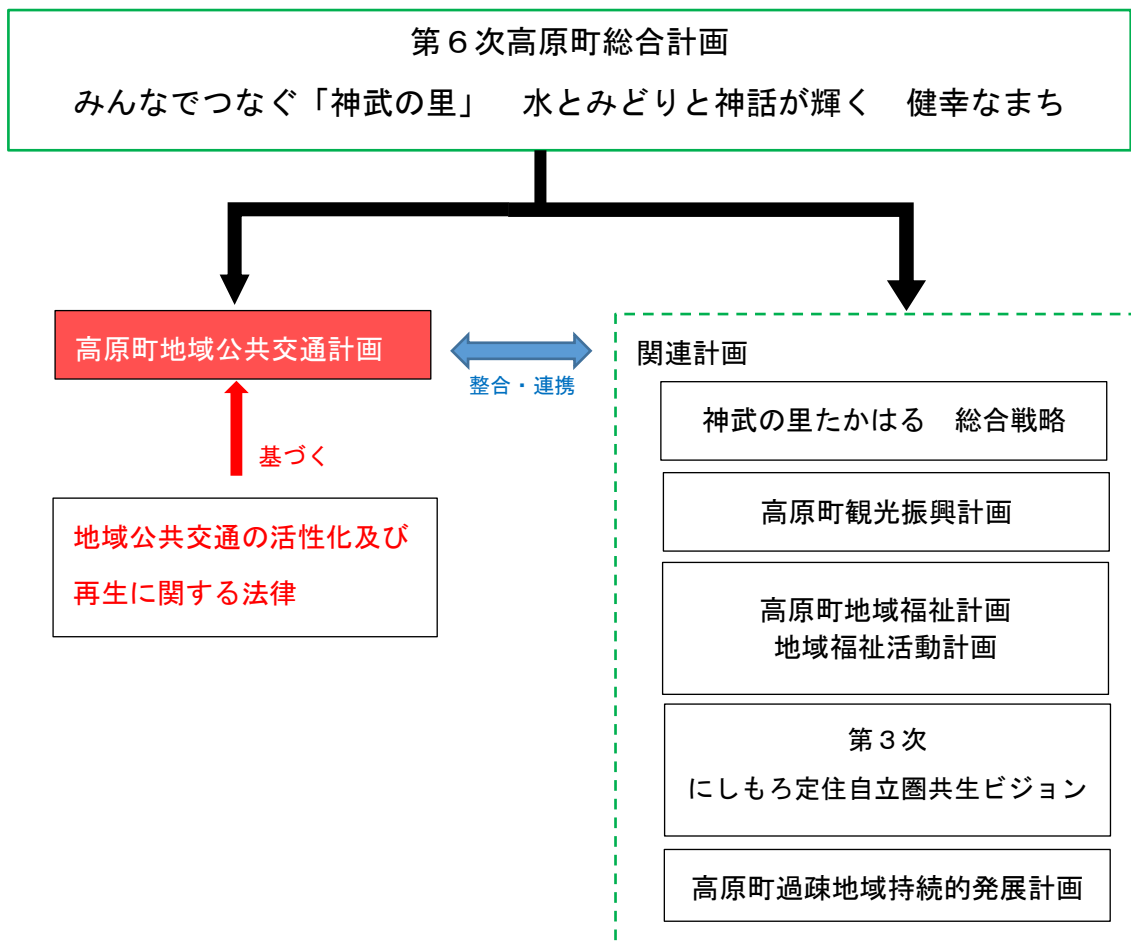 第６次高原町総合計画
みんなでつなぐ「神武の里」　水とみどりと神話が輝く　健幸なまち
高原町地域公共交通計画
整合・連携
基づく
地域公共交通の活性化及び
再生に関する法律
関連計画
神武の里たかはる　総合戦略
高原町観光振興計画
高原町地域福祉計画
地域福祉活動計画
第３次
にしもろ定住自立圏共生ビジョン
高原町過疎地域持続的発展計画